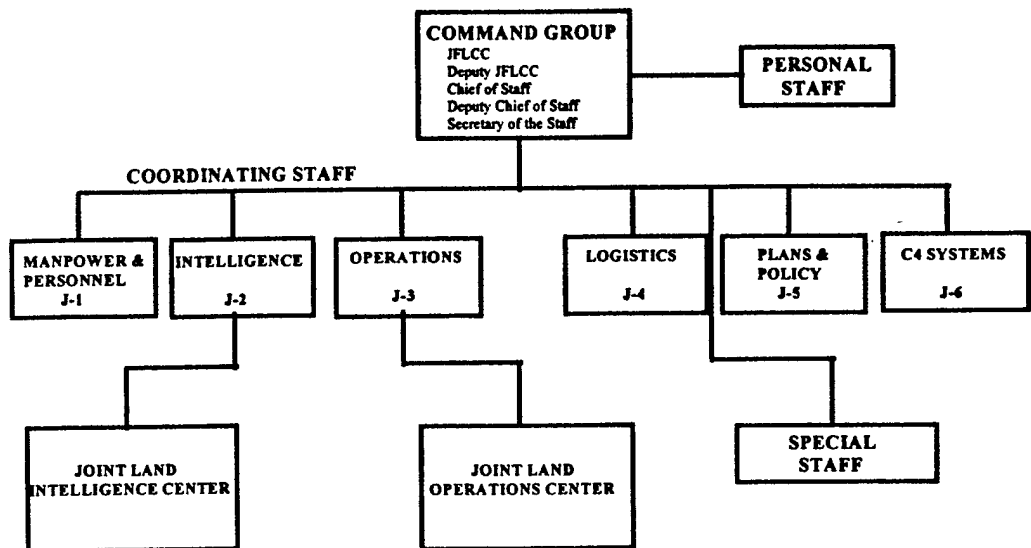 COMMAND GROUP
JFLCC
Deputy JFLCC
Chief of Staff
Deputy Chief of Staff
Secretary of the Staff
PERSONAL
STAFF
COORDINATING STAFF
MANPOWER &
PERSONNEL
J-1
INTELLIGENCE
J-2
OPERATIONS
J-3
LOGISTICS
J-4
PLANS &
POLICY
J-5
C4 SYSTEMS
J-6
JOINT LAND
INTELLIGENCE CENTER
JOINT LAND
OPERATIONS CENTER
SPECIAL
STAFF